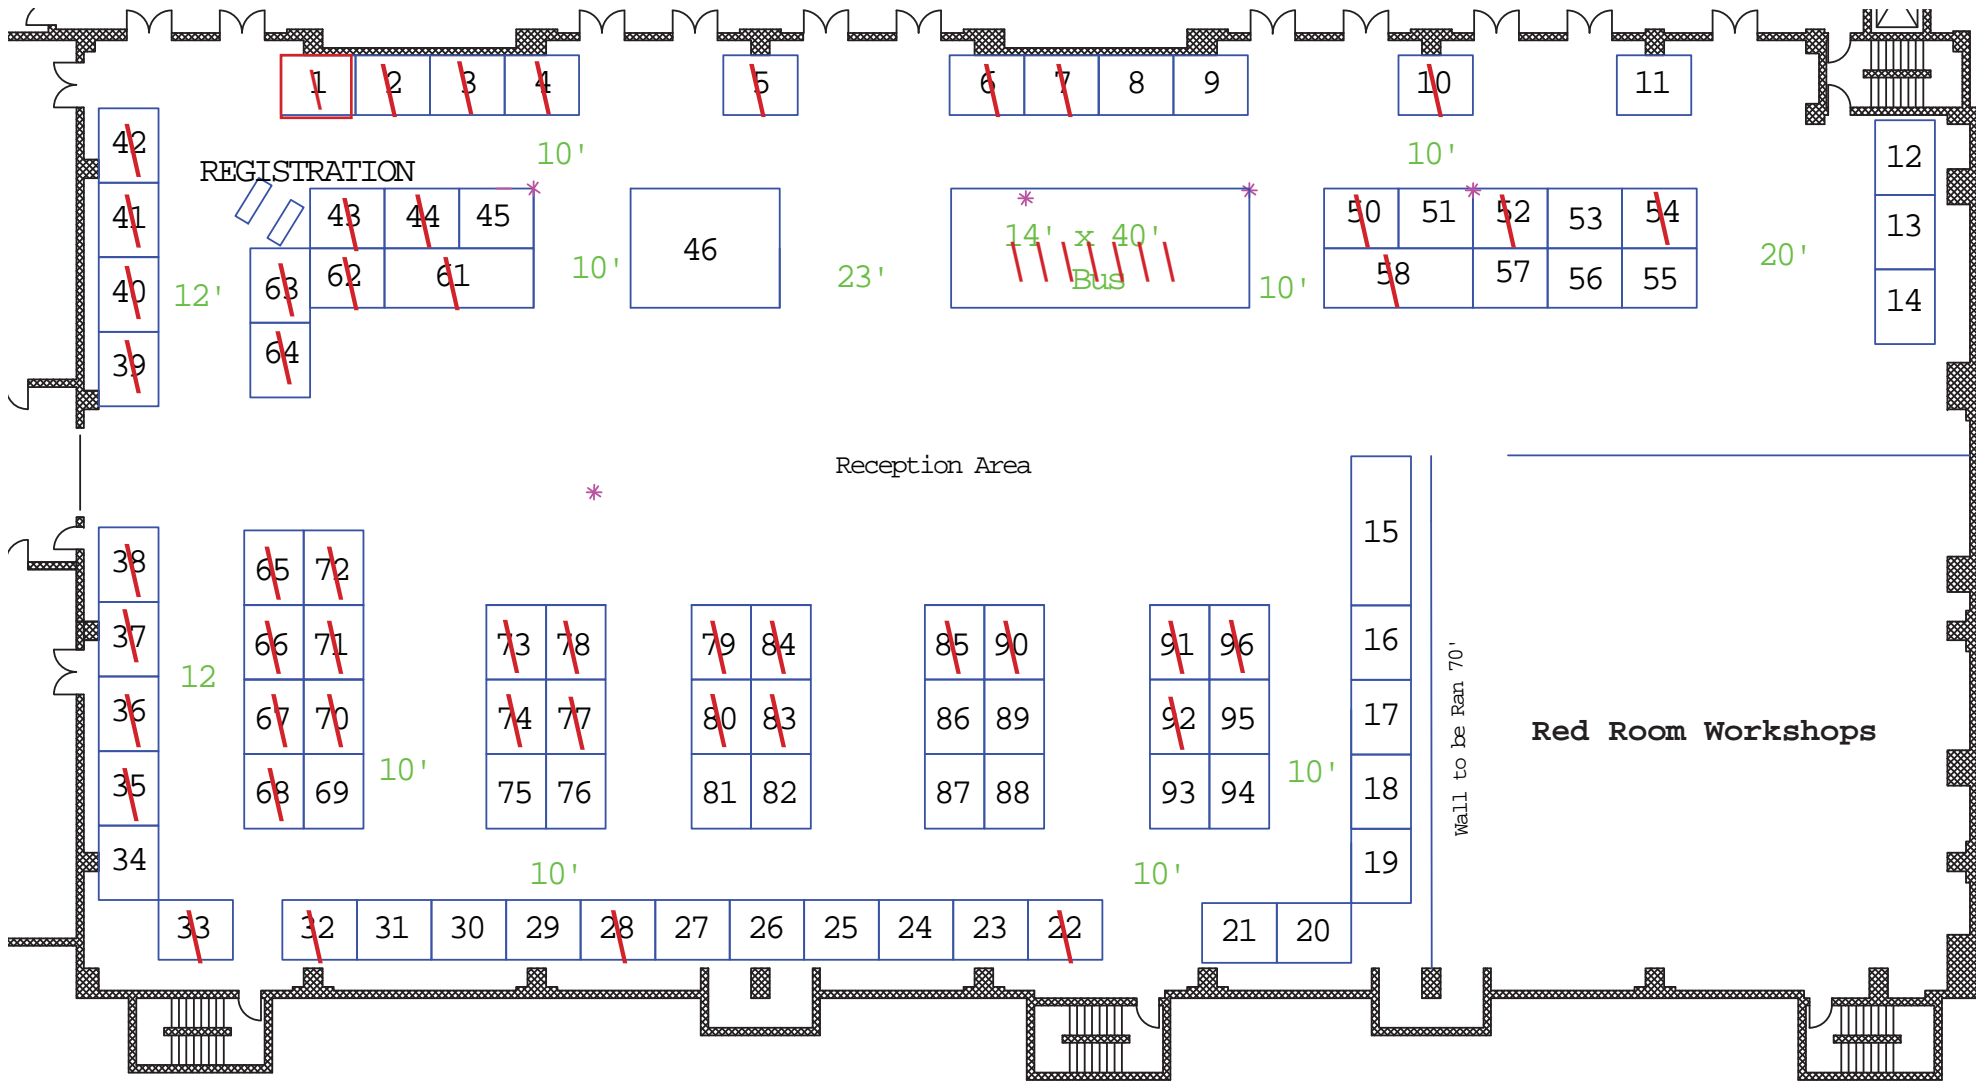 1 2 3 4 5 6 7 8 9 10 11
42 10' 10' 12
REGISTRATION
41 43 44 45 14' x 40' 50 51 52 53 54 13
46 20'
40 12' 63 62 61 10' 23' Bus 10' 58 57 56 55 14
39 64
Reception Area
15
38 65 72
37 66 71 73 78 79 84 85 90 91 96 16
12
36 67 70 74 77 80 83 86 89 92 95 17
Wall to be Ran 70'
Red Room Workshops
10' 10'
35 68 69 75 76 81 82 87 88 93 94 18
34 10' 10' 19
33 32 31 30 29 28 27 26 25 24 23 22 21 20